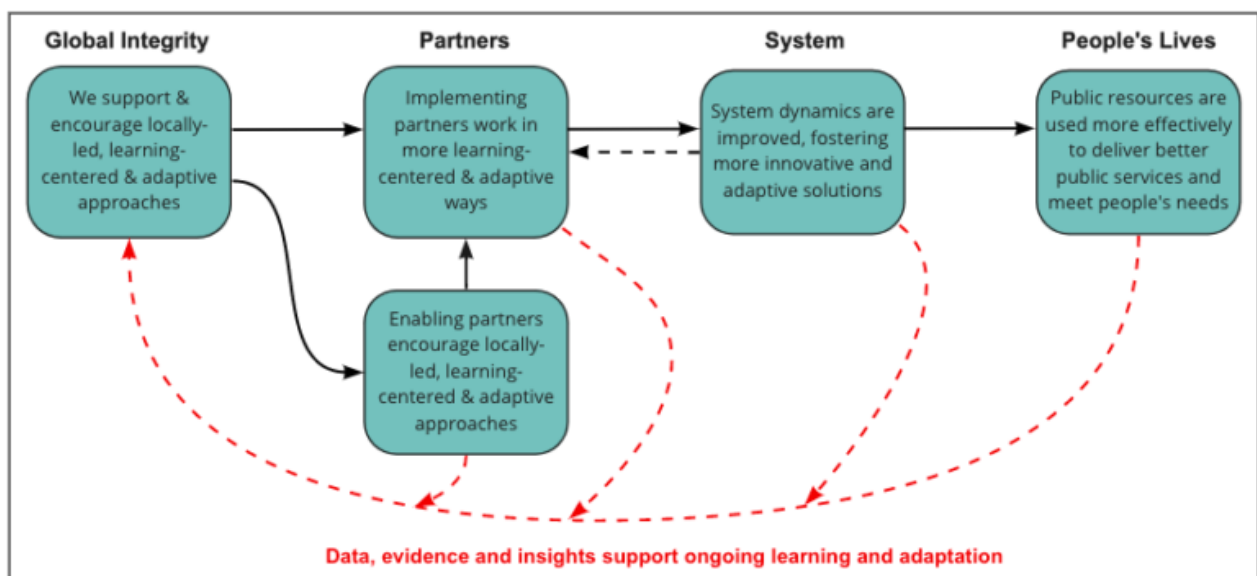 Global Integrity
Partners
System
People's Lives
We support &
encourage locally-
led, learning-
centered & adaptive
approaches
Implementing
partners work in
more learning-
centered & adaptive
ways
System dynamics are
improved, fostering
more innovative and
adaptive solutions
Public resources are
used more effectively
to deliver better
public services and
meet people's needs
Enabling partners
encourage locally-
led, learning-
centered & adaptive
approaches
Data, evidence and insights support ongoing learning and adaptation